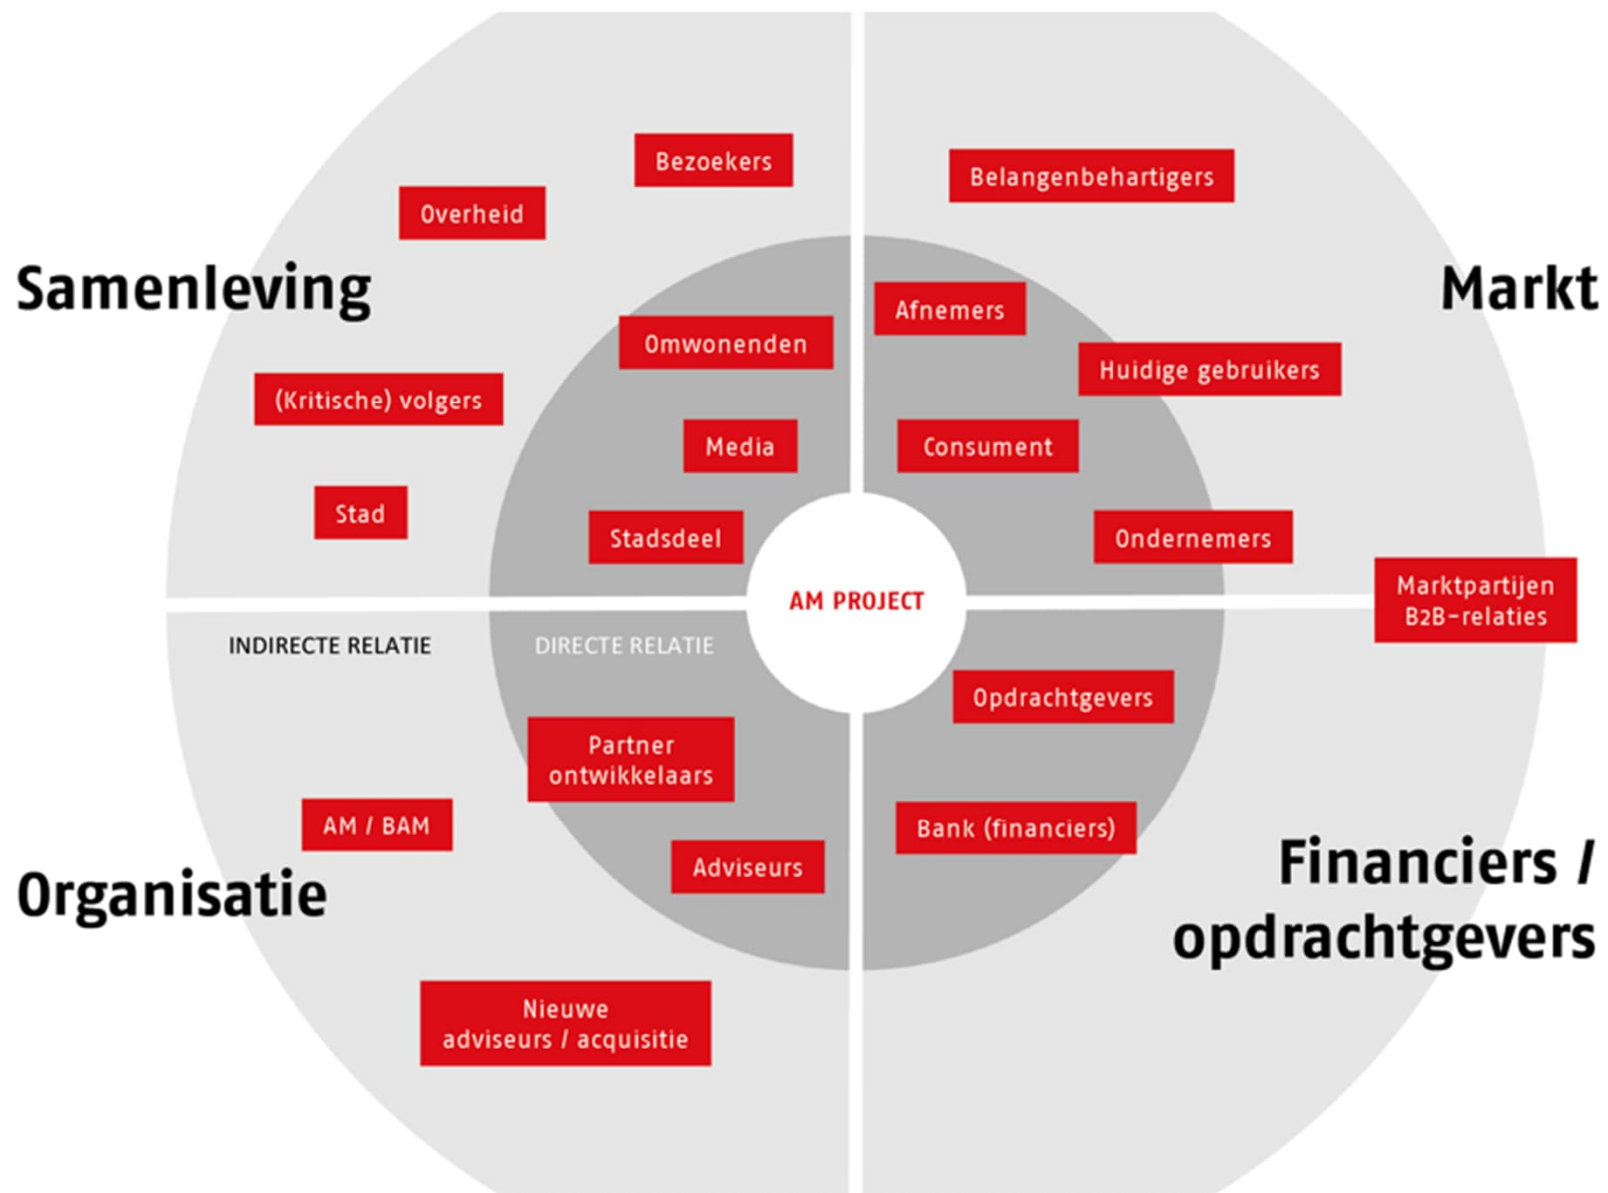 Bezoekers
Belangenbehartigers
Overheid
Samenleving
Markt
Afnemers
Omwonenden
Huidige gebruikers
(Kritische) volgers
Media
Consument
Stad
Stadsdeel
Ondernemers
AM PROJECT
Marktpartijen
B2B-relaties
INDIRECTE RELATIE
DIRECTE RELATIE
Opdrachtgevers
Partner
ontwikkelaars
AM / BAM
Bank (financiers)
Adviseurs
Organisatie
Financiers /
opdrachtgevers
Nieuwe
adviseurs / acquisitie